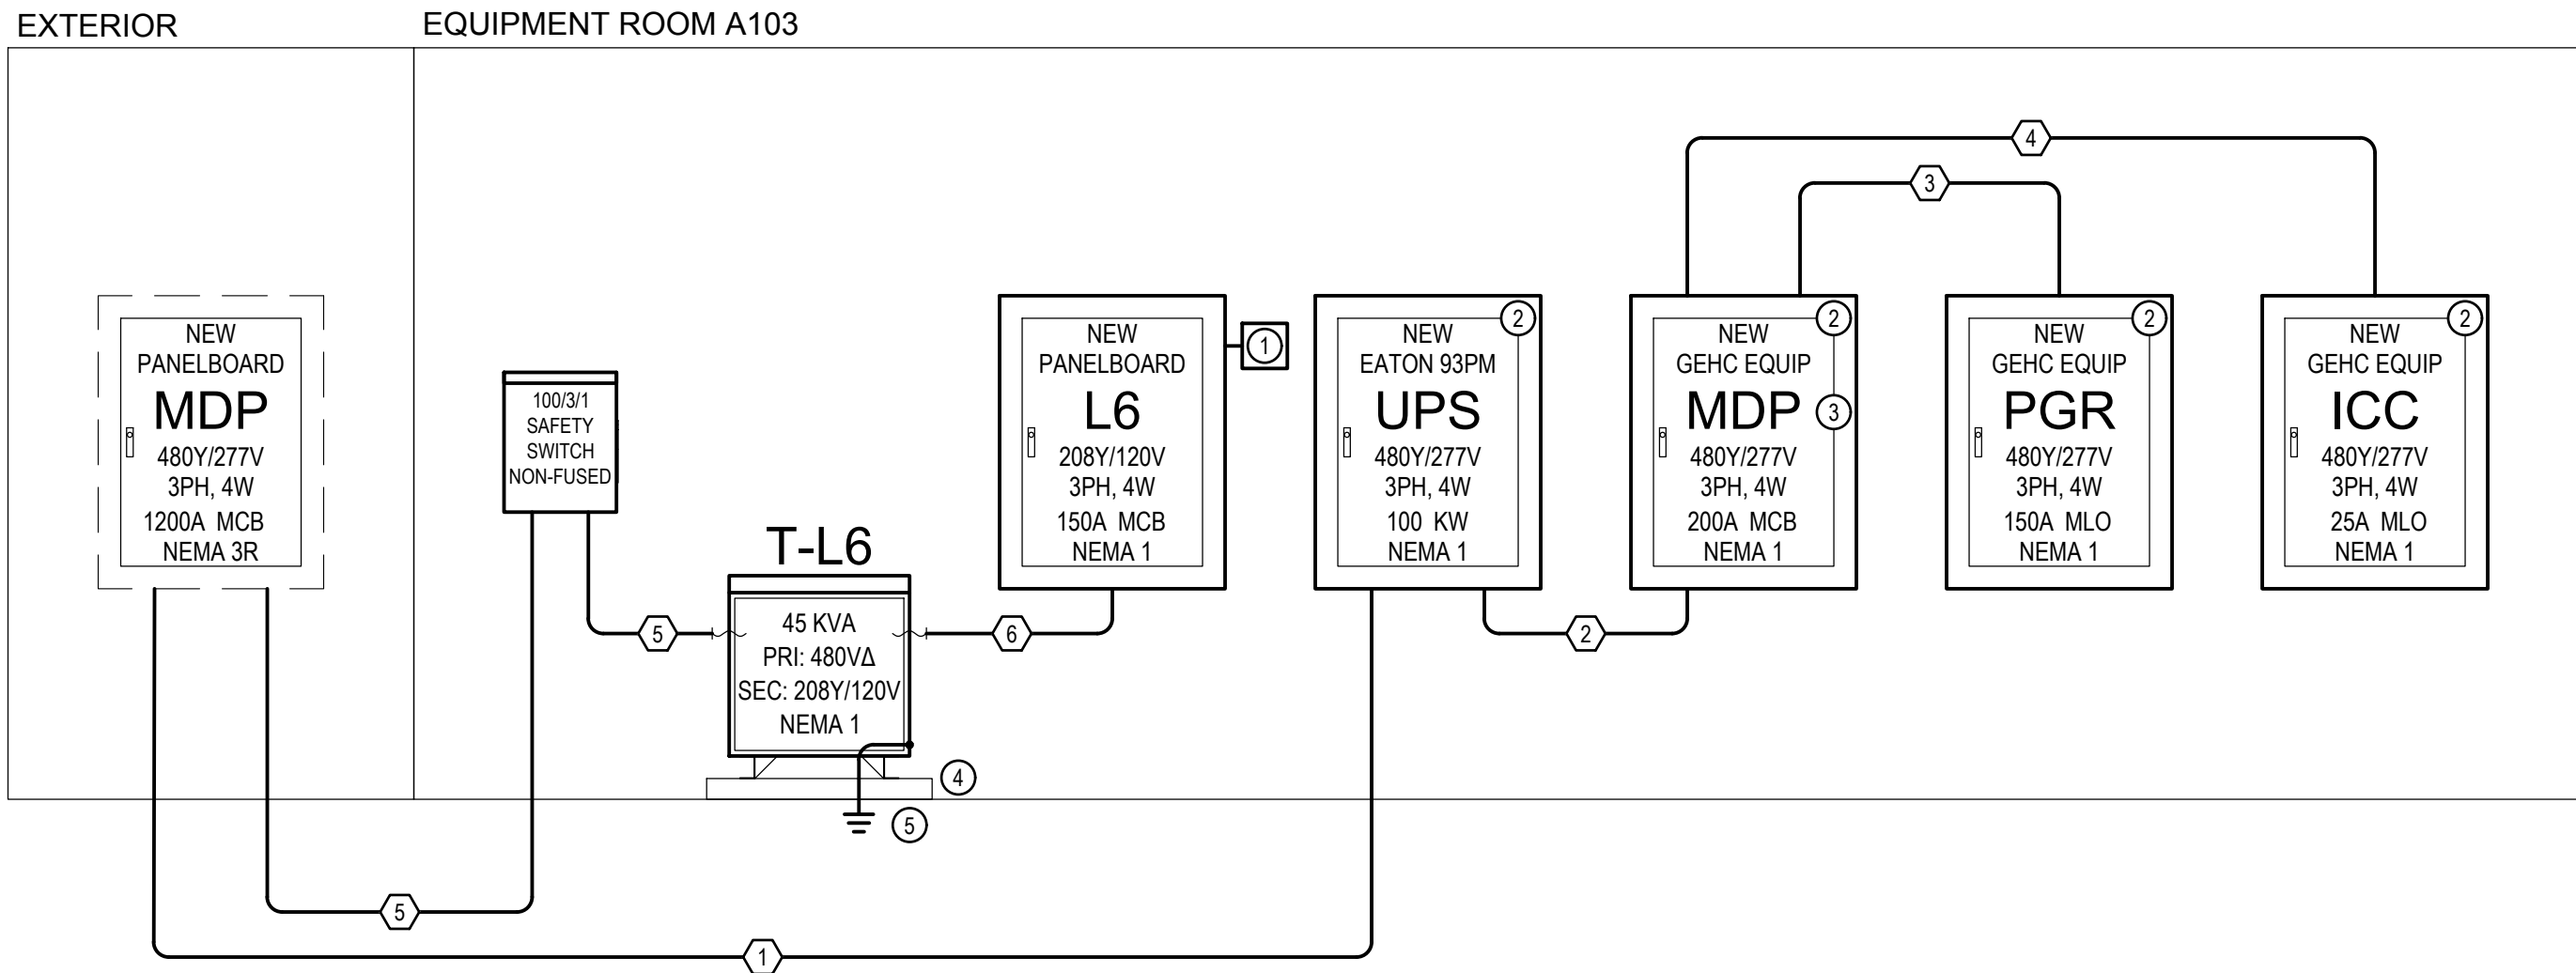 EXTERIOR
EQUIPMENT ROOM A103
4
3
NEW
PANELBOARD
MDP
480Y/277V
3PH, 4W
1200A MCB
NEMA 3R
100/3/1
SAFETY
SWITCH
NON-FUSED
T-L6
45 KVA
PRI: 480VΔ
SEC: 208Y/120V
NEMA 1
NEW
PANELBOARD
L6
208Y/120V
3PH, 4W
150A MCB
NEMA 1
1
2
NEW
EATON 93PM
UPS
480Y/277V
3PH, 4W
100 KW
NEMA 1
2
NEW
GEHC EQUIP
MDP
3
480Y/277V
3PH, 4W
200A MCB
NEMA 1
2
NEW
GEHC EQUIP
PGR
480Y/277V
3PH, 4W
150A MLO
NEMA 1
2
NEW
GEHC EQUIP
ICC
480Y/277V
3PH, 4W
25A MLO
NEMA 1
5
6
2
4
5
5
1